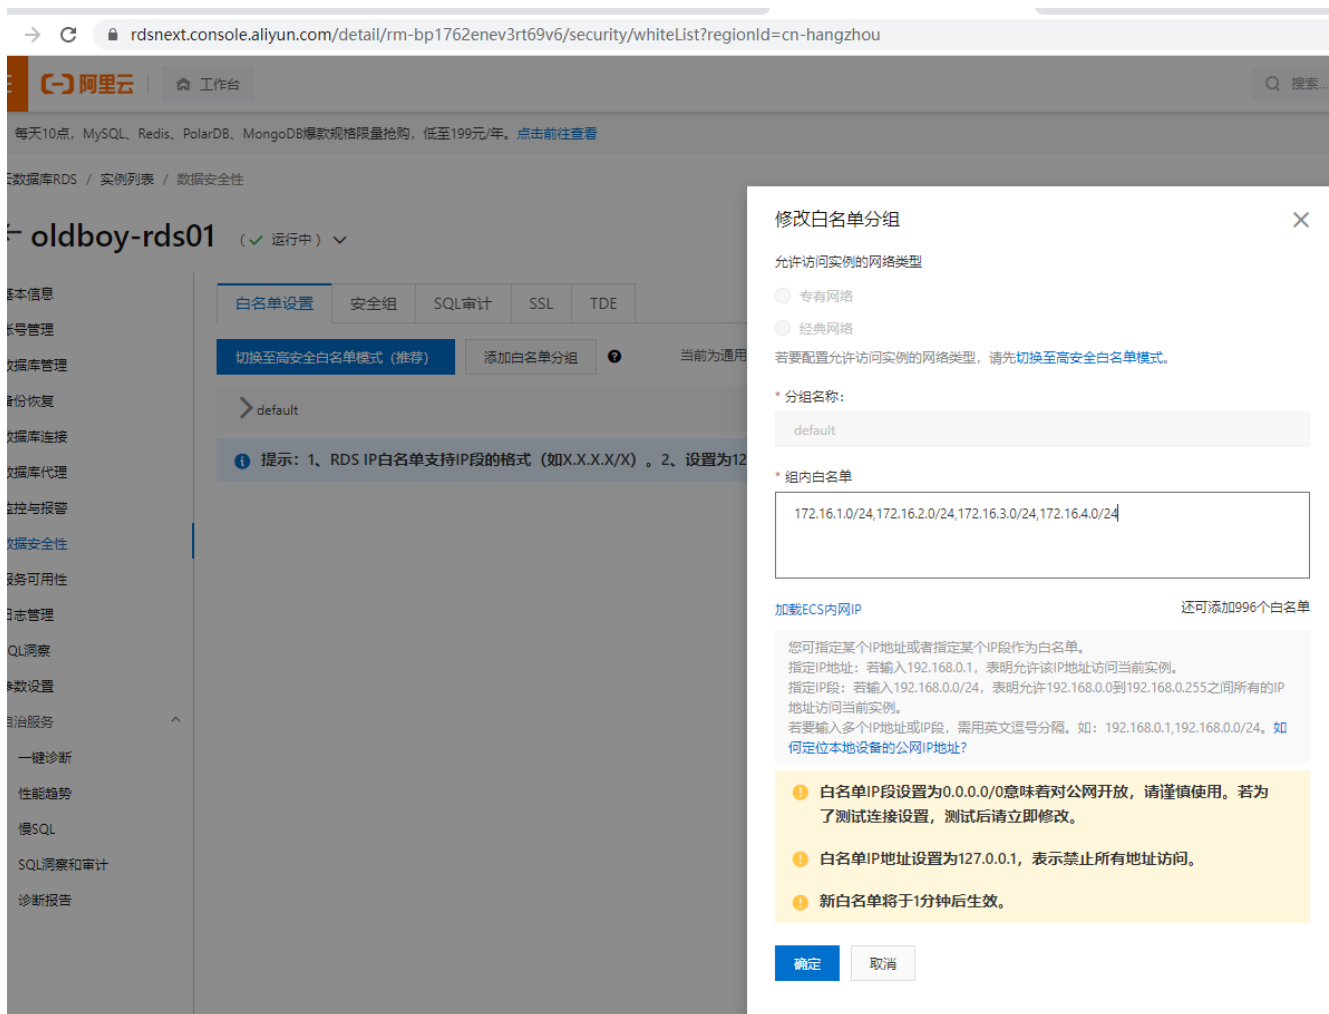 rdsnext.console.aliyun.com/detail/rm-bp1762enev3rt69v6/security/whiteList?regionId=cn-hangzhou
阿里云
工作台
搜索...
每天10点，MySQL、Redis、PolarDB、MongoDB爆款规格限量抢购，低至199元/年。点击前往查看
数据库RDS / 实例列表 / 数据安全性
oldboy-rds01 (运行中)
本信息
号管理
据库管理
份恢复
据库连接
据库代理
控与报警
据安全性
务可用性
志管理
QL洞察
数设置
治服务
一键诊断
性能趋势
慢SQL
SQL洞察和审计
诊断报告
白名单设置
安全组
SQL审计
SSL
TDE
切换至高安全白名单模式（推荐）
添加白名单分组
当前为通用
default
提示：1、RDS IP白名单支持IP段的格式（如X.X.X.X/X）。2、设置为12
修改白名单分组
允许访问实例的网络类型
专有网络
经典网络
若要配置允许访问实例的网络类型，请先切换至高安全白名单模式。
* 分组名称：
default
* 组内白名单
172.16.1.0/24,172.16.2.0/24,172.16.3.0/24,172.16.4.0/24
加载ECS内网IP
还可添加996个白名单
您可指定某个IP地址或者指定某个IP段作为白名单。
指定IP地址：若输入192.168.0.1，表明允许该IP地址访问当前实例。
指定IP段：若输入192.168.0.0/24，表明允许192.168.0.0到192.168.0.255之间所有的IP
地址访问当前实例。
若要输入多个IP地址或IP段，需用英文逗号分隔。如：192.168.0.1,192.168.0.0/24。如
何定位本地设备的公网IP地址？
白名单IP段设置为0.0.0.0/0意味着对公网开放，请谨慎使用。若为
了测试连接设置，测试后请立即修改。
白名单IP地址设置为127.0.0.1，表示禁止所有地址访问。
新白名单将于1分钟后生效。
确定
取消